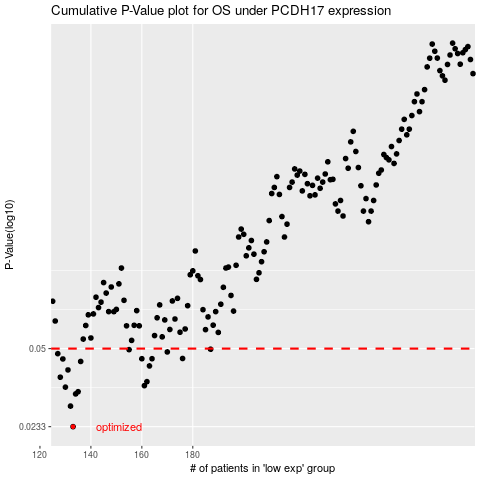 Cumulative P-Value plot for OS under PCDH17 expression
P-Value(log10)
0.05
0.0233
optimized
120 140 160 180
# of patients in 'low exp' group